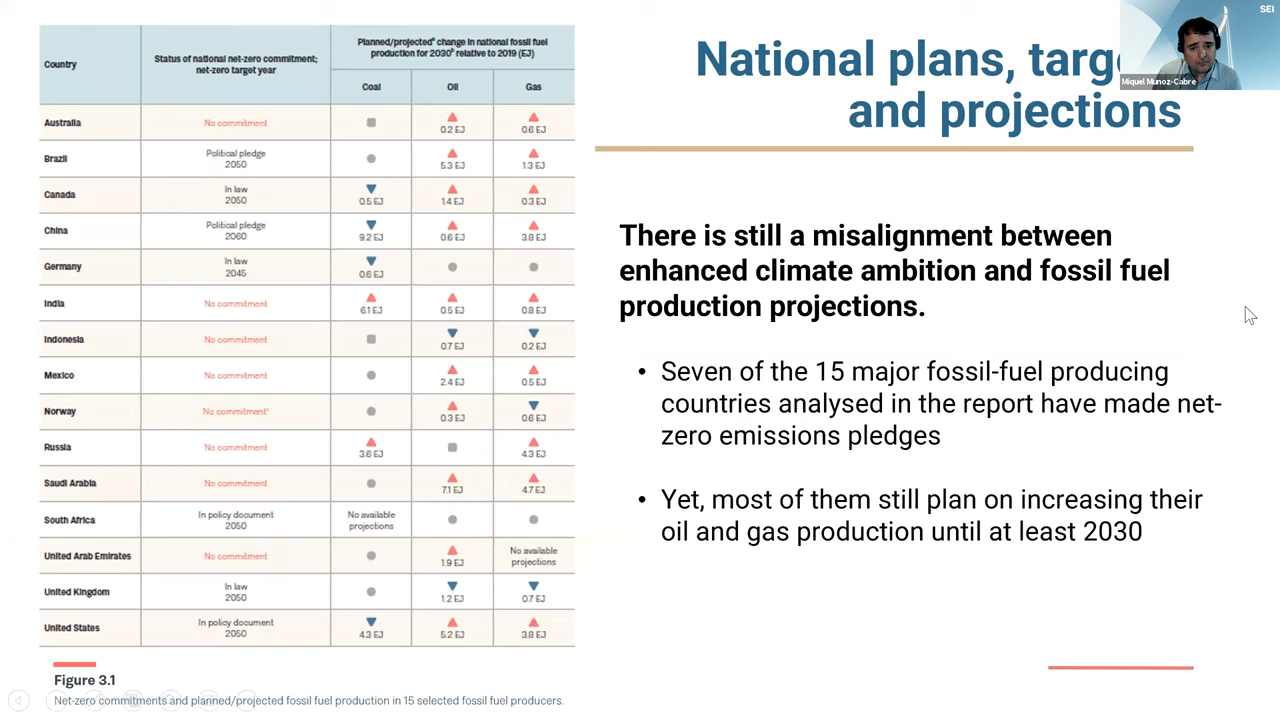 SEI
Miquel Muñoz-Cabre
National plans,
and projections
There is still a misalignment between
enhanced climate ambition and fossil fuel
production projections.
• Seven of the 15 major fossil-fuel producing
countries analysed in the report have made net-
zero emissions pledges
• Yet, most of them still plan on increasing their
oil and gas production until at least 2030
Country
Status of national net-zero commitment;
net-zero target year
Planned/projectedᵃ change in national fossil fuel
production for 2030ᵇ relative to 2019 (EJ)
Coal Oil Gas
Australia No commitment 0.2 EJ 0.6 EJ
Brazil Political pledge 2050 5.3 EJ 1.3 EJ
Canada In law 2050 0.5 EJ 1.4 EJ 0.3 EJ
China Political pledge 2060 9.2 EJ 0.6 EJ 3.8 EJ
Germany In law 2045 0.6 EJ
India No commitment 6.1 EJ 0.5 EJ 0.8 EJ
Indonesia No commitment 0.7 EJ 0.2 EJ
Mexico No commitment 2.4 EJ 0.5 EJ
Norway No commitmentᶜ 0.3 EJ 0.6 EJ
Russia No commitment 3.6 EJ 4.3 EJ
Saudi Arabia No commitment 7.1 EJ 4.7 EJ
South Africa In policy document 2050 No available projections
United Arab Emirates No commitment 1.9 EJ No available projections
United Kingdom In law 2050 1.2 EJ 0.7 EJ
United States In policy document 2050 4.3 EJ 5.2 EJ 3.8 EJ
Figure 3.1
Net-zero commitments and planned/projected fossil fuel production in 15 selected fossil fuel producers.